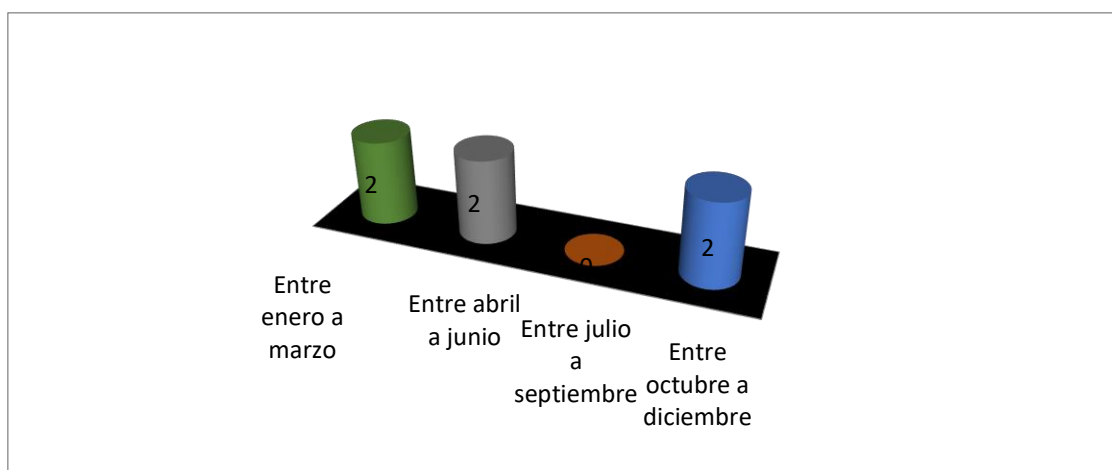 2
2
0
2
Entre
enero a
marzo
Entre abril
a junio
Entre julio
a
septiembre
Entre
octubre a
diciembre